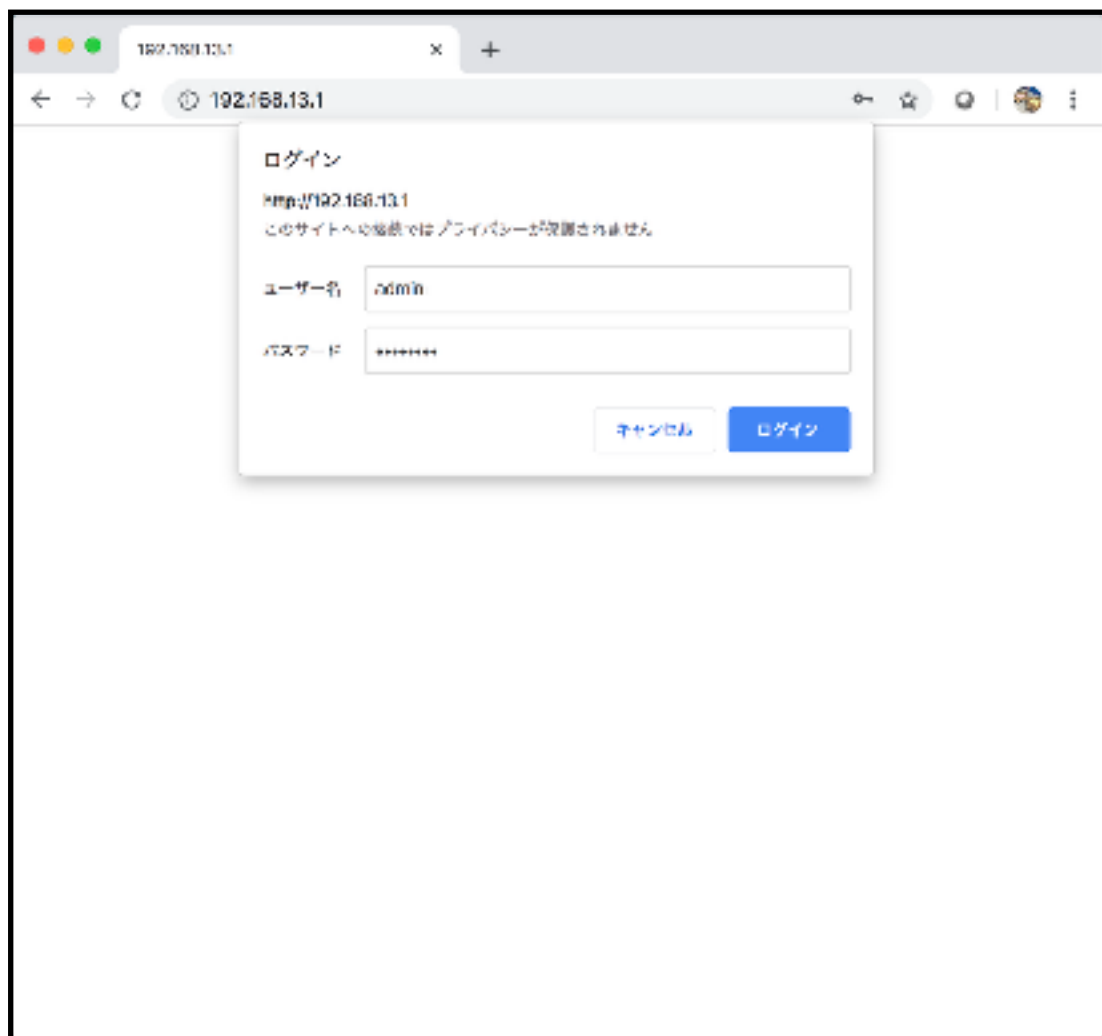 192.168.13.1
192.168.13.1
ログイン
http://192.168.13.1
このサイトへの接続ではプライバシーが保護されません
ユーザー名 admin
パスワード ••••••••
キャンセル ログイン